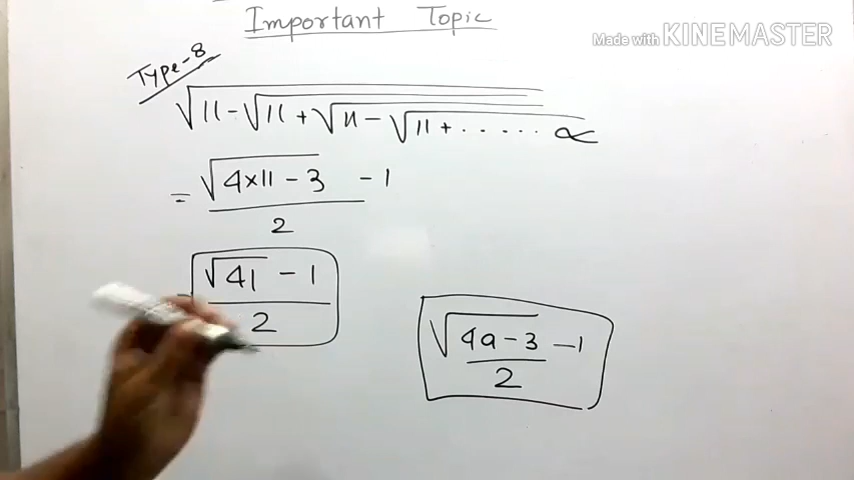 Important Topic
Made with KINEMASTER
Type-8
√11-√11+√11-√11+..... ∝
= √4×11-3 -1
2
√41 - 1
2
√4a-3 -1
2